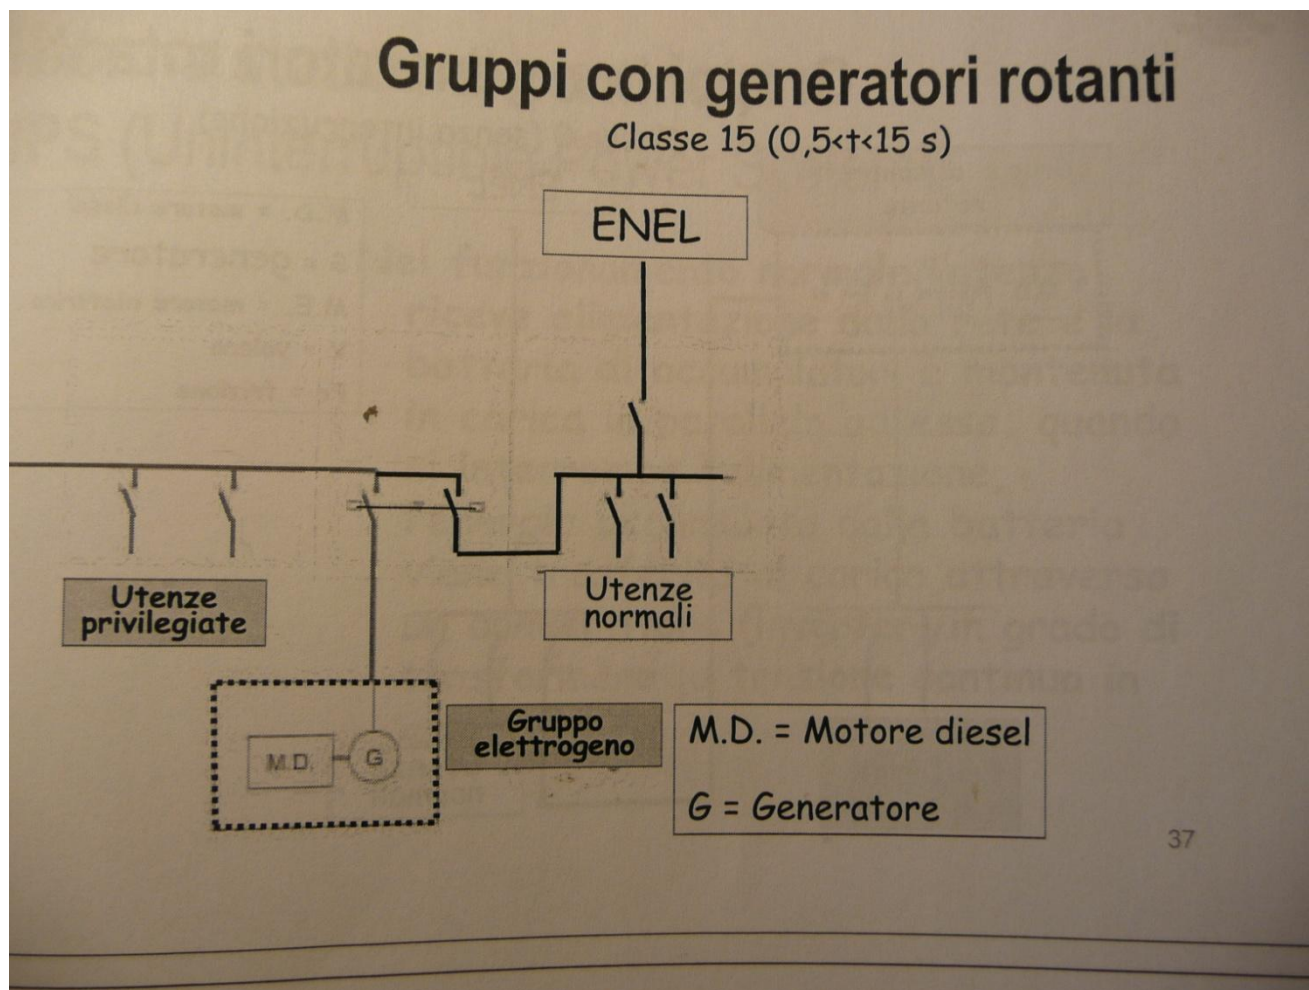 Gruppi con generatori rotanti
Classe 15 (0,5<t<15 s)
ENEL
Utenze
privilegiate
Utenze
normali
Gruppo
elettrogeno
M.D.
G
M.D. = Motore diesel
G = Generatore
37